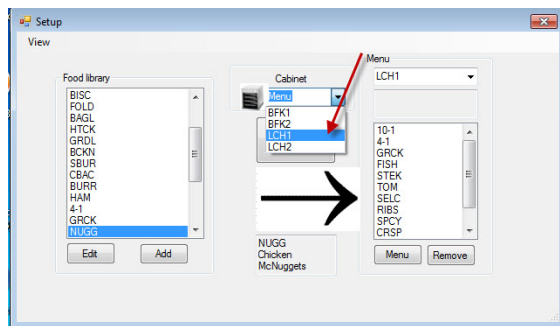 Setup
View
Food library
BISC
FOLD
BAGL
HTCK
GRDL
BCKN
SBUR
CBAC
BURR
HAM
4-1
GRCK
NUGG
Edit
Add
Cabinet
Menu
BFK1
BFK2
LCH1
LCH2
NUGG
Chicken
McNuggets
Menu
LCH1
10-1
4-1
GRCK
FISH
STEK
TOM
SELC
RIBS
SPCY
CRSP
Menu
Remove